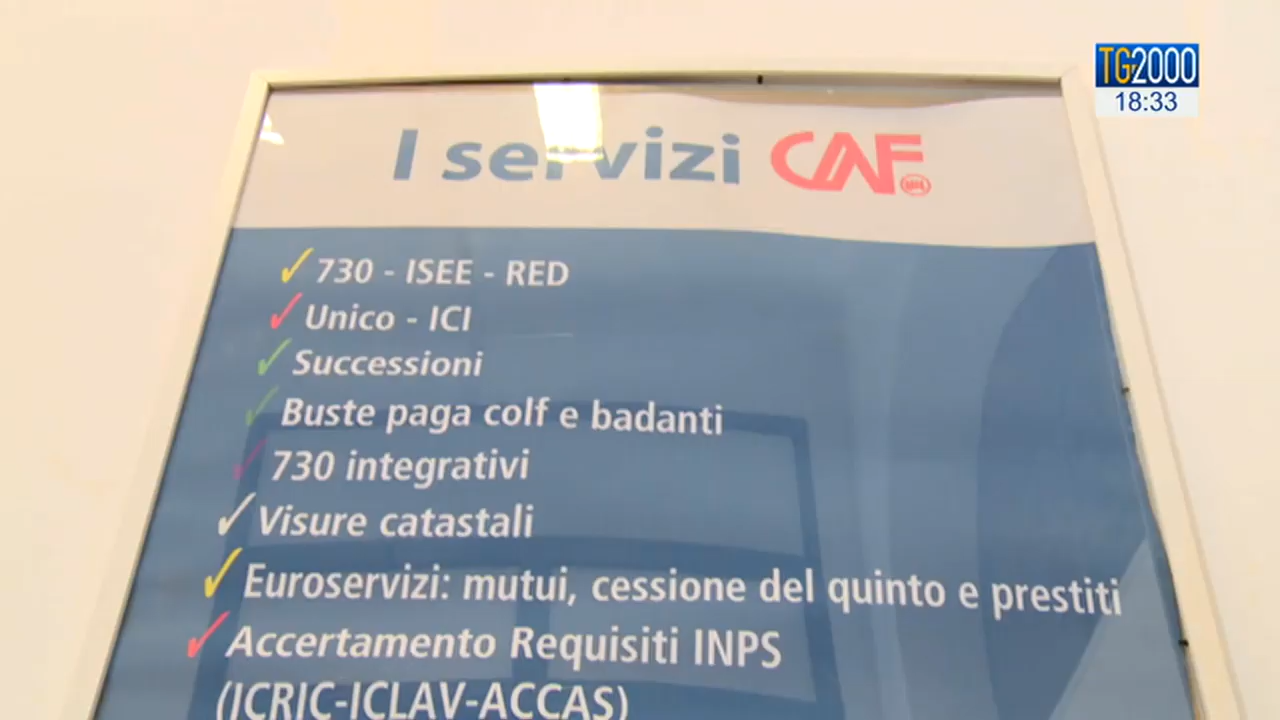 TG2000
18:33
I servizi CAF
730 - ISEE - RED
Unico - ICI
Successioni
Buste paga colf e badanti
730 integrativi
Visure catastali
Euroservizi: mutui, cessione del quinto e prestiti
Accertamento Requisiti INPS
(ICRIC-ICLAV-ACCAS)